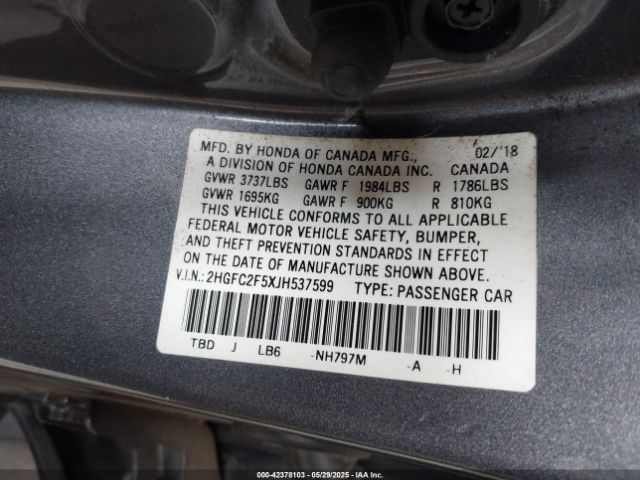 MFD. BY HONDA OF CANADA MFG., 02/'18
A DIVISION OF HONDA CANADA INC. CANADA
GVWR 3737LBS GAWR F 1984LBS R 1786LBS
GVWR 1695KG GAWR F 900KG R 810KG
THIS VEHICLE CONFORMS TO ALL APPLICABLE
FEDERAL MOTOR VEHICLE SAFETY, BUMPER,
AND THEFT PREVENTION STANDARDS IN EFFECT
ON THE DATE OF MANUFACTURE SHOWN ABOVE.
V.I.N.: 2HGFC2F5XJH537599 TYPE: PASSENGER CAR
TBD J LB6 -NH797M -A -H
00-42378103 - 05/29/2025 - IAAI.com